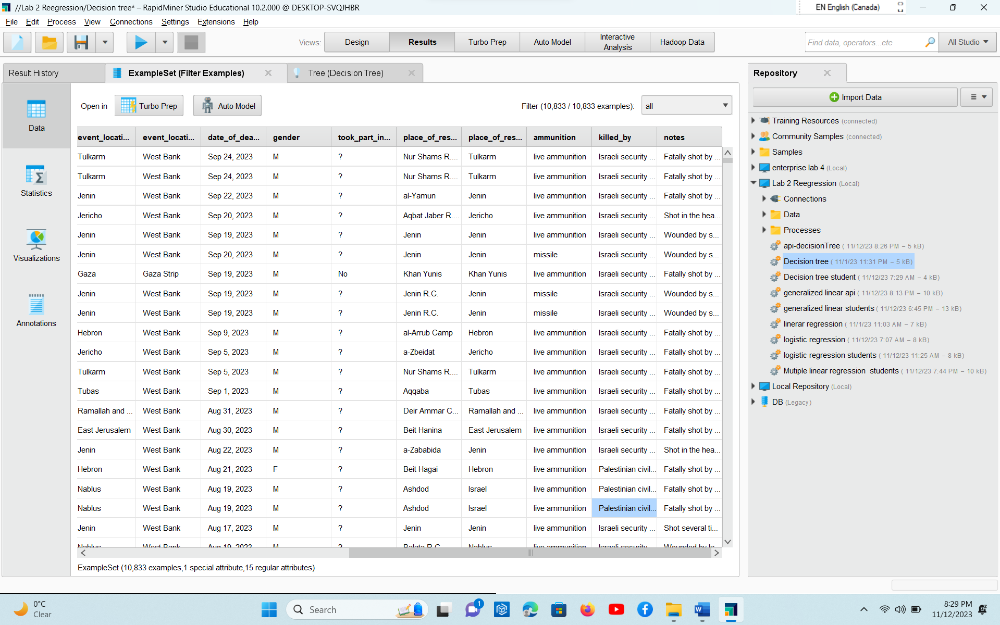 //Lab 2 Reegression/Decision tree* – RapidMiner Studio Educational 10.2.000 @ DESKTOP-SVQJHBR
EN English (Canada)
File Edit Process View Connections Settings Extensions Help
Views: Design Results Turbo Prep Auto Model Interactive Analysis Hadoop Data
Find data, operators...etc All Studio
Result History ExampleSet (Filter Examples) Tree (Decision Tree)
Data
Statistics
Visualizations
Annotations
Open in Turbo Prep Auto Model Filter (10,833 / 10,833 examples): all
event_locati... event_locati... date_of_dea... gender took_part_in... place_of_res... place_of_res... ammunition killed_by notes
Tulkarm West Bank Sep 24, 2023 M ? Nur Shams R.... Tulkarm live ammunition Israeli security ... Fatally shot by ...
Tulkarm West Bank Sep 24, 2023 M ? Nur Shams R.... Tulkarm live ammunition Israeli security ... Fatally shot by ...
Jenin West Bank Sep 22, 2023 M ? al-Yamun Jenin live ammunition Israeli security ... Fatally shot by ...
Jericho West Bank Sep 20, 2023 M ? Aqbat Jaber R.... Jericho live ammunition Israeli security ... Shot in the hea...
Jenin West Bank Sep 19, 2023 M ? Jenin Jenin live ammunition Israeli security ... Wounded by s...
Jenin West Bank Sep 20, 2023 M ? Jenin Jenin missile Israeli security ... Wounded by s...
Gaza Gaza Strip Sep 19, 2023 M No Khan Yunis Khan Yunis live ammunition Israeli security ... Fatally shot by ...
Jenin West Bank Sep 19, 2023 M ? Jenin R.C. Jenin missile Israeli security ... Wounded by s...
Jenin West Bank Sep 19, 2023 M ? Jenin R.C. Jenin missile Israeli security ... Wounded by s...
Hebron West Bank Sep 9, 2023 M ? al-Arrub Camp Hebron live ammunition Israeli security ... Fatally shot by ...
Jericho West Bank Sep 5, 2023 M ? a-Zbeidat Jericho live ammunition Israeli security ... Fatally shot by ...
Tulkarm West Bank Sep 5, 2023 M ? Nur Shams R.... Tulkarm live ammunition Israeli security ... Fatally shot by ...
Tubas West Bank Sep 1, 2023 M ? Aqqaba Tubas live ammunition Israeli security ... Fatally shot by ...
Ramallah and ... West Bank Aug 31, 2023 M ? Deir Ammar C... Ramallah and ... live ammunition Israeli security ... Fatally shot by ...
East Jerusalem West Bank Aug 30, 2023 M ? Beit Hanina East Jerusalem live ammunition Israeli security ... Fatally shot by ...
Jenin West Bank Aug 22, 2023 M ? a-Zababida Jenin live ammunition Israeli security ... Shot in the hea...
Hebron West Bank Aug 21, 2023 F ? Beit Hagai Hebron live ammunition Palestinian civil... Fatally shot by ...
Nablus West Bank Aug 19, 2023 M ? Ashdod Israel live ammunition Palestinian civil... Fatally shot by ...
Nablus West Bank Aug 19, 2023 M ? Ashdod Israel live ammunition Palestinian civil... Fatally shot by ...
Jenin West Bank Aug 17, 2023 M ? Jenin Jenin live ammunition Israeli security ... Shot several ti...
Nablus West Bank Aug 19, 2023 M ? Balata R.C. Nablus live ammunition Israeli security ... Wounded by Is...
ExampleSet (10,833 examples,1 special attribute,15 regular attributes)
Repository
Import Data
Training Resources (connected)
Community Samples (connected)
Samples
enterprise lab 4 (Local)
Lab 2 Reegression (Local)
Connections
Data
Processes
api-decisionTree ( 11/12/23 8:26 PM – 5 kB)
Decision tree ( 11/1/23 11:31 PM – 5 kB)
Decision tree student ( 11/12/23 7:29 AM – 4 kB)
generalized linear api ( 11/12/23 8:13 PM – 10 kB)
generalized linear students ( 11/12/23 6:45 PM – 13 kB)
linerar regression ( 11/1/23 11:03 AM – 7 kB)
logistic regression ( 11/12/23 7:07 AM – 8 kB)
logistic regression students ( 11/12/23 11:25 AM – 8 kB)
Mutiple linear regression students ( 11/12/23 7:44 PM – 10 kB)
Local Repository (Local)
DB (Legacy)
0°C
Clear
Search
1
8:29 PM
11/12/2023